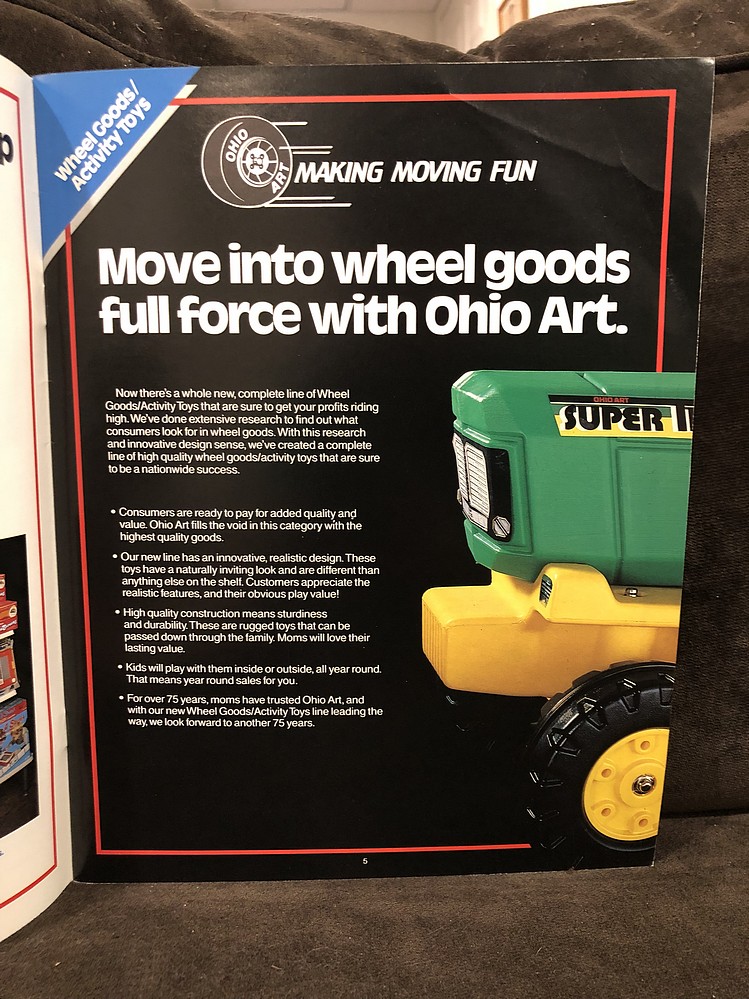 Wheel Goods/
Activity Toys
OHIO
ART
MAKING MOVING FUN
Move into wheel goods
full force with Ohio Art.
Now there's a whole new, complete line of Wheel
Goods/Activity Toys that are sure to get your profits riding
high. We've done extensive research to find out what
consumers look for in wheel goods. With this research
and innovative design sense, we've created a complete
line of high quality wheel goods/activity toys that are sure
to be a nationwide success.
• Consumers are ready to pay for added quality and
value. Ohio Art fills the void in this category with the
highest quality goods.
• Our new line has an innovative, realistic design. These
toys have a naturally inviting look and are different than
anything else on the shelf. Customers appreciate the
realistic features, and their obvious play value!
• High quality construction means sturdiness
and durability. These are rugged toys that can be
passed down through the family. Moms will love their
lasting value.
• Kids will play with them inside or outside, all year round.
That means year round sales for you.
• For over 75 years, moms have trusted Ohio Art, and
with our new Wheel Goods/Activity Toys line leading the
way, we look forward to another 75 years.
OHIO ART
SUPER
5